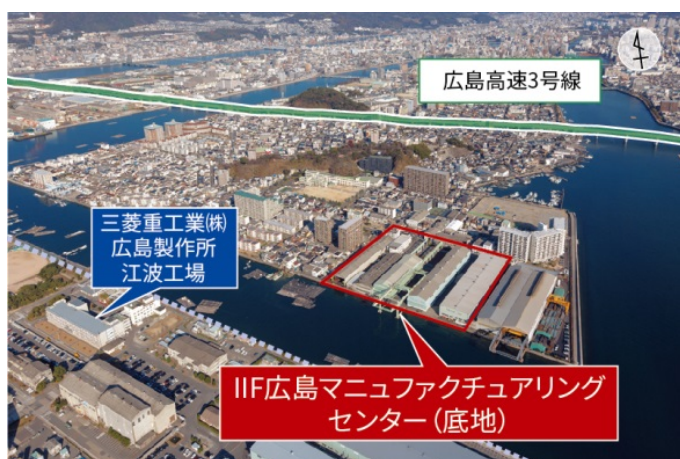 広島高速3号線
三菱重工業㈱
広島製作所
江波工場
IIF広島マニュファクチュアリング
センター（底地）